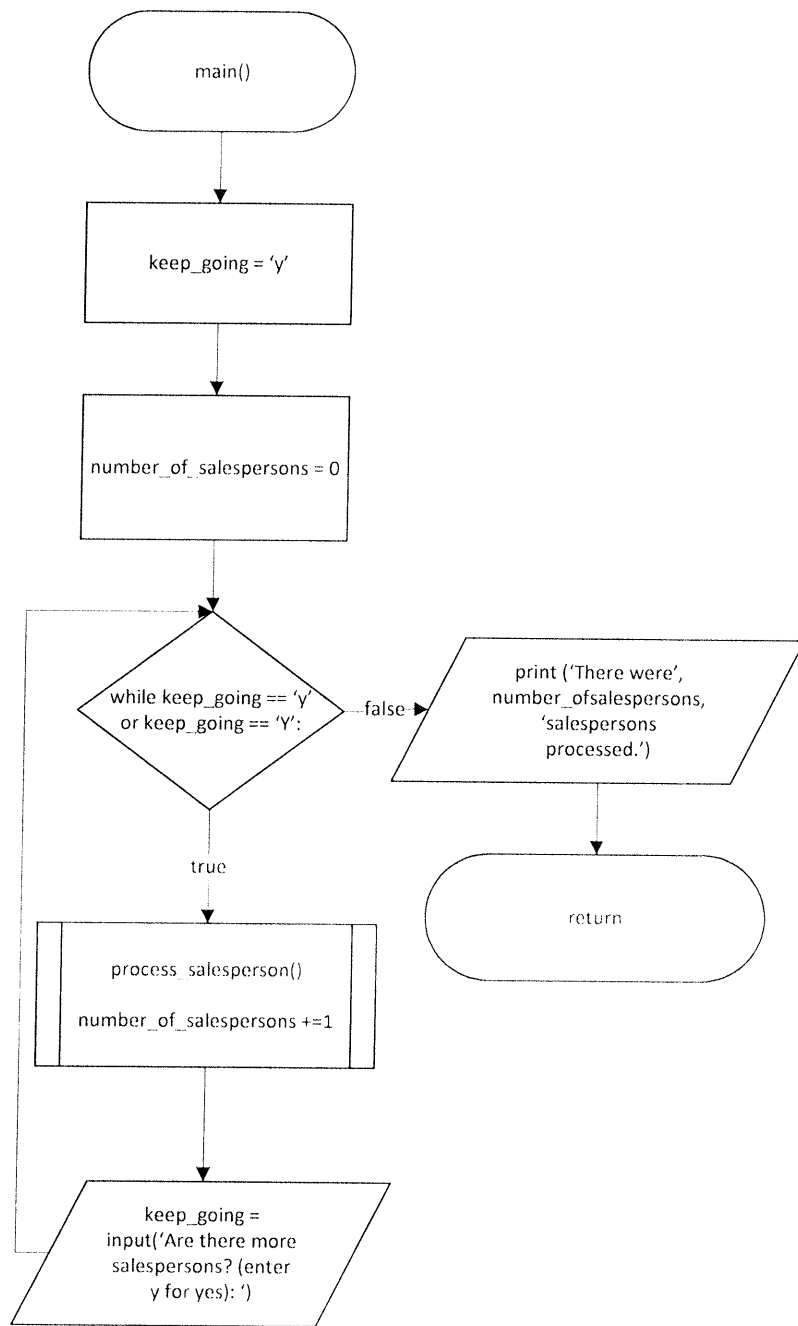 main()
keep_going = ‘y’
number_of_salespersons = 0
while keep_going == ‘y’
or keep_going == ‘Y’:
false
print (‘There were’,
number_ofsalespersons,
‘salespersons
processed.’)
return
true
process_salesperson()
number_of_salespersons +=1
keep_going =
input(‘Are there more
salespersons? (enter
y for yes): ‘)